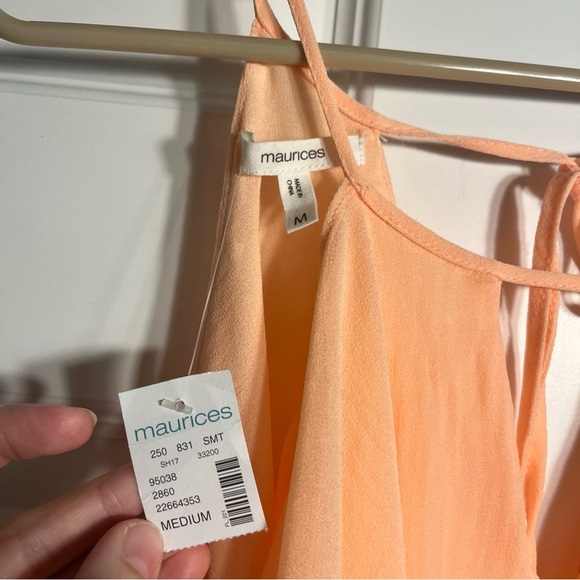 maurices
MADE IN
CHINA
M
maurices
250 831 SMT
SH17 33200
95038
2860
22664353
MEDIUM